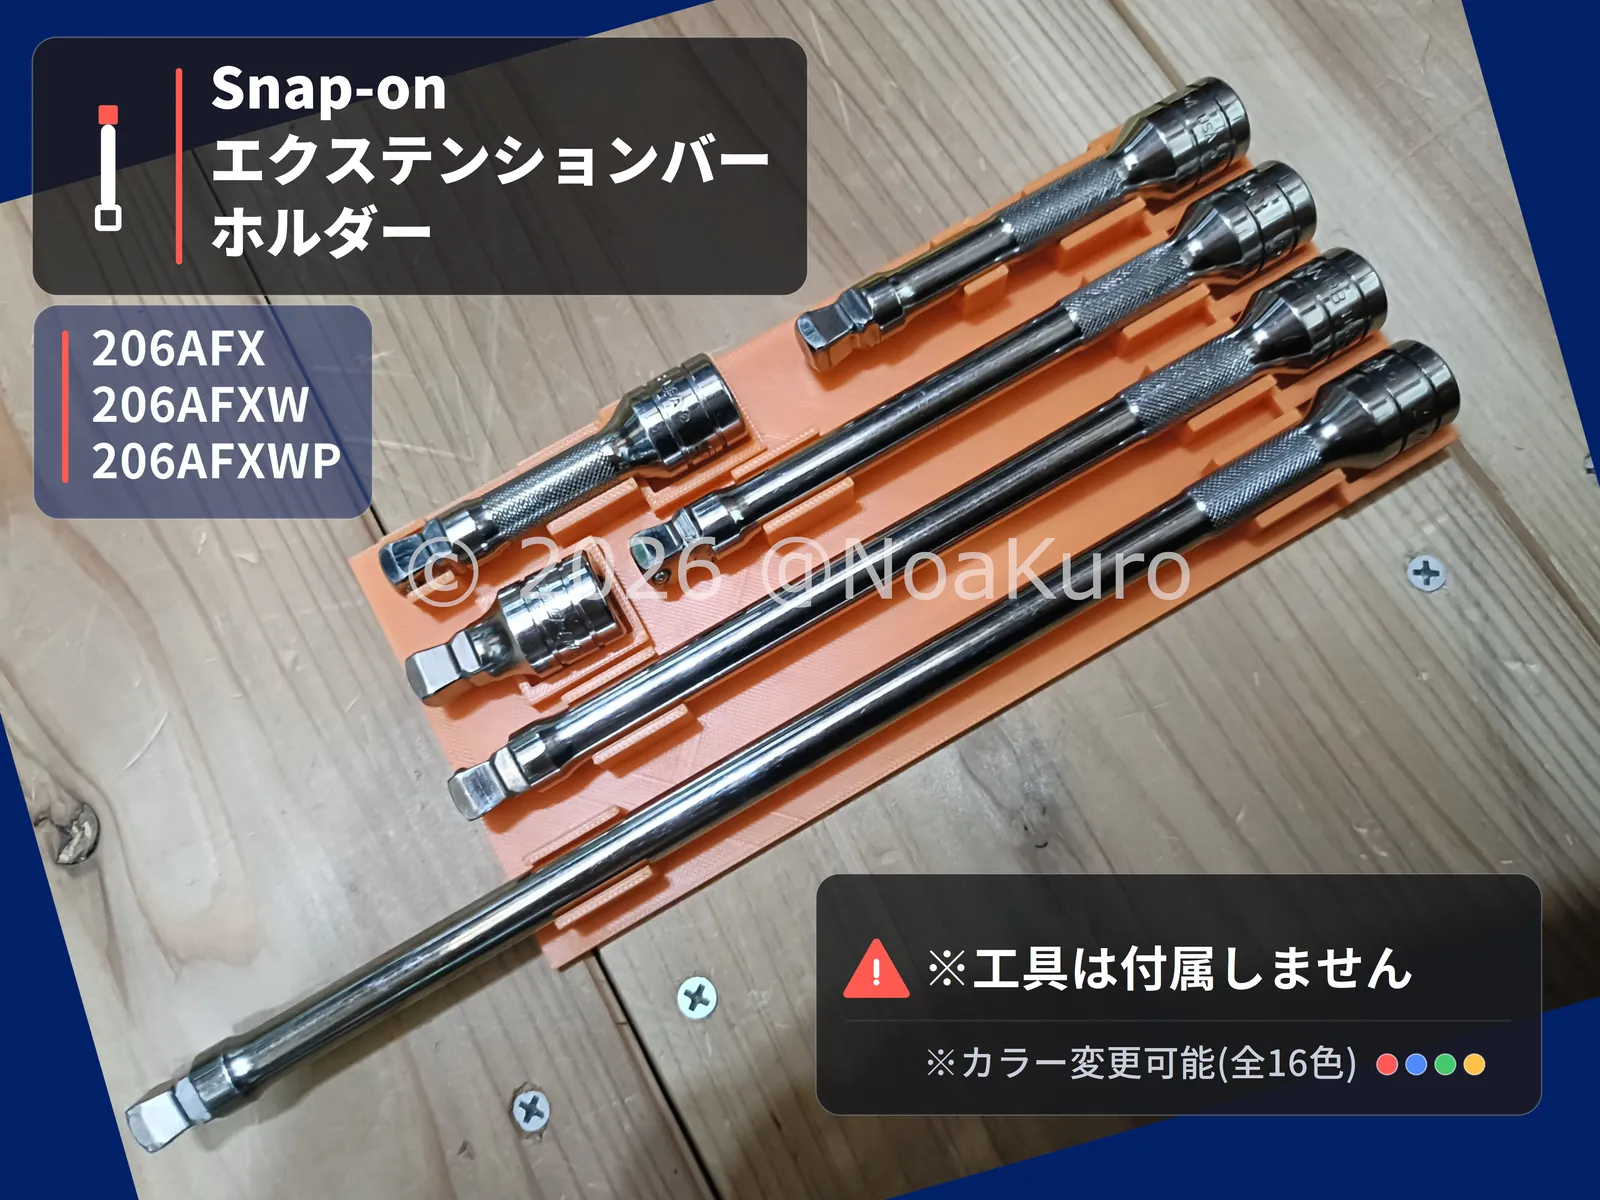 Snap-on
エクステンションバー
ホルダー
206AFX
206AFXW
206AFXWP
© 2026 @NoaKuro
※工具は付属しません
※カラー変更可能(全16色)